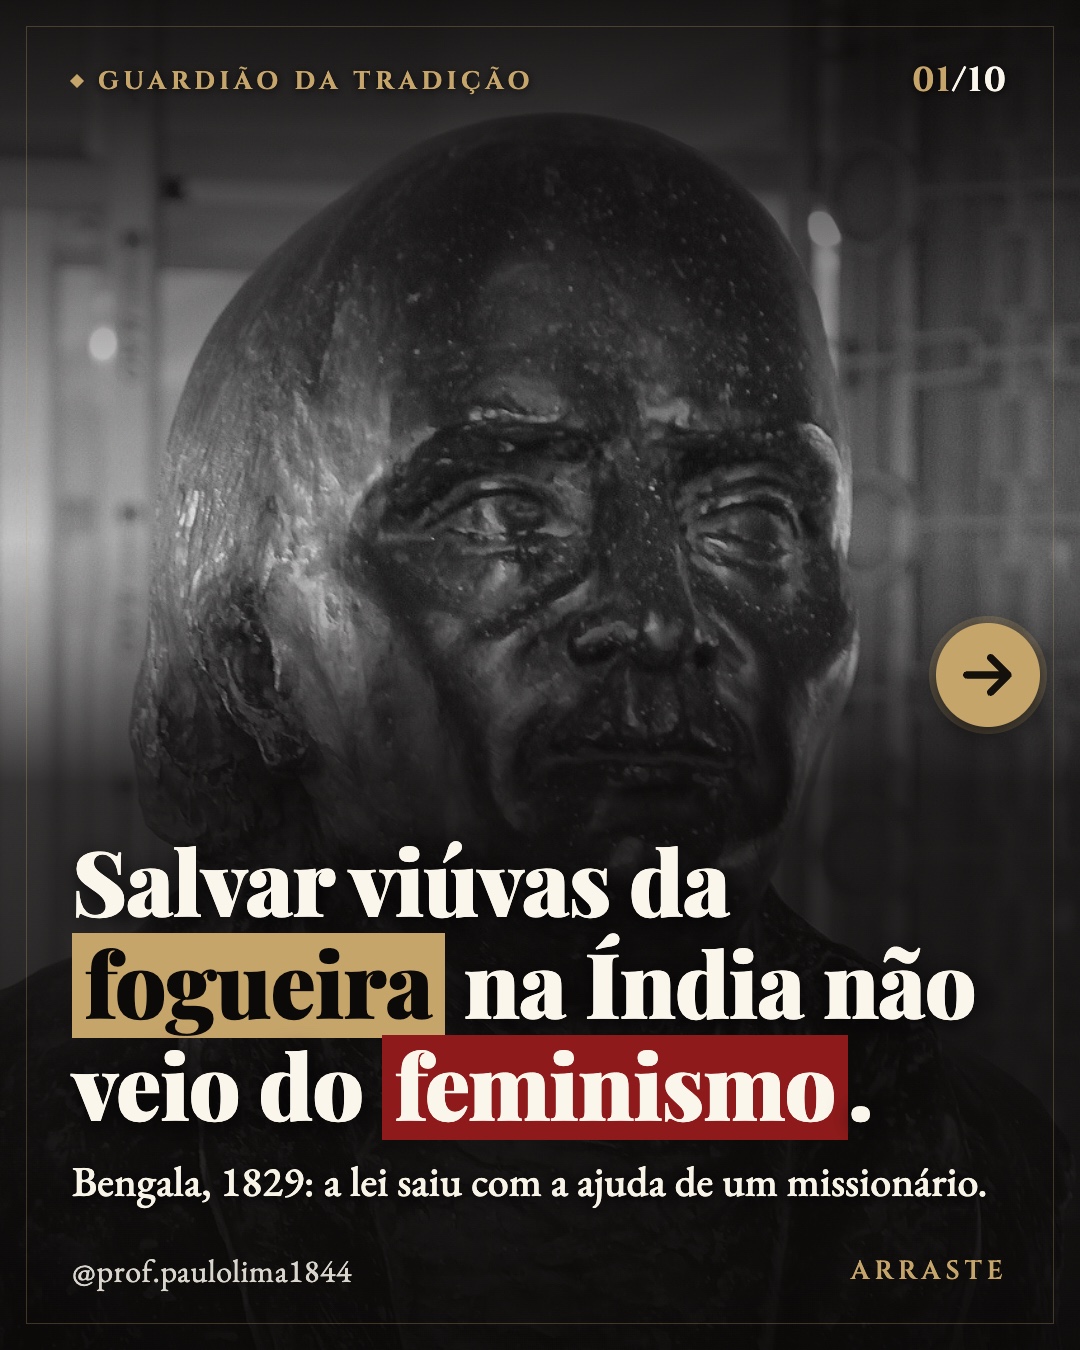 GUARDIÃO DA TRADIÇÃO
01/10
Salvar viúvas da
fogueira na Índia não
veio do feminismo.
Bengala, 1829: a lei saiu com a ajuda de um missionário.
@prof.paulolima1844
ARRASTE